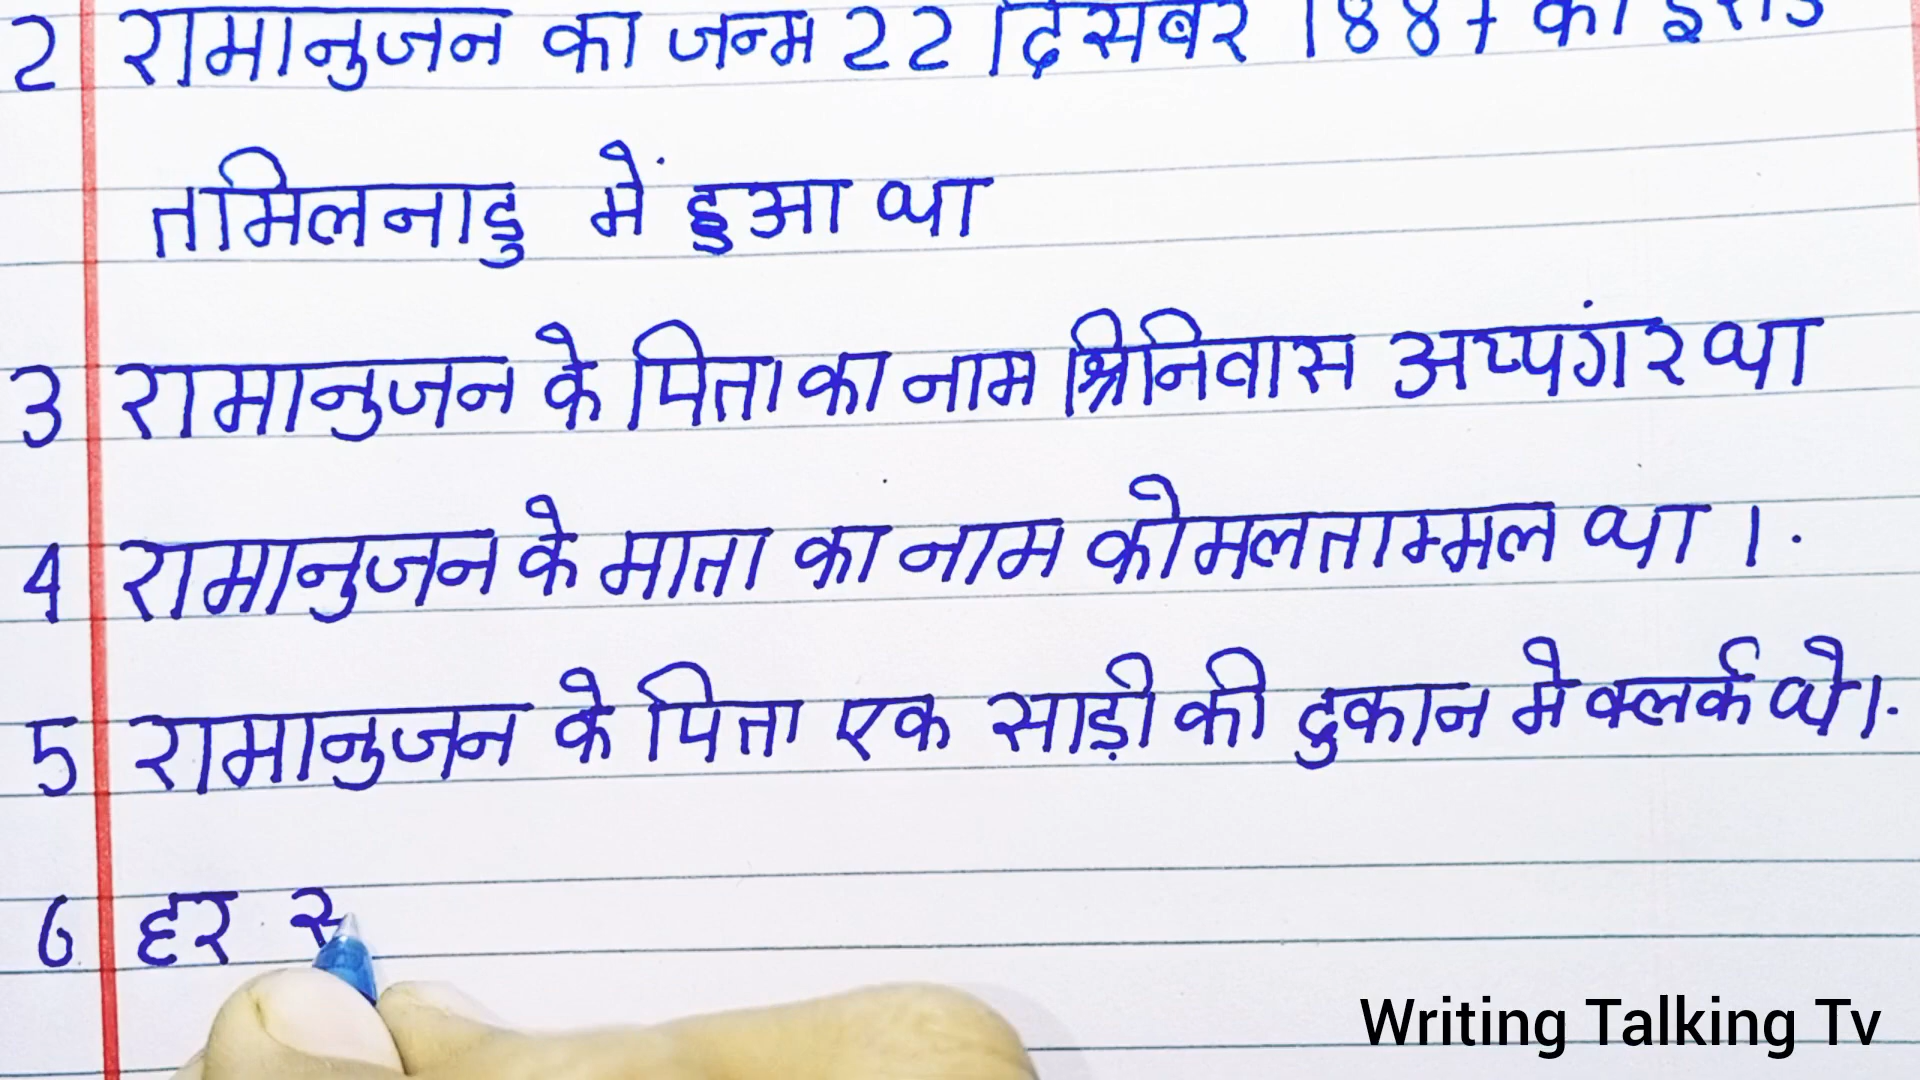 2 रामानुजन का जन्म 22 दिसबर 1887 को
तमिलनाडु में हुआ था
3 रामानुजन के पिता का नाम श्रिनिवास अय्यंगर था
4 रामानुजन के माता का नाम कोमलताम्मल था ।.
5 रामानुजन के पिता एक साड़ी की दुकान मे क्लर्क थे।.
6 हर
Writing Talking Tv